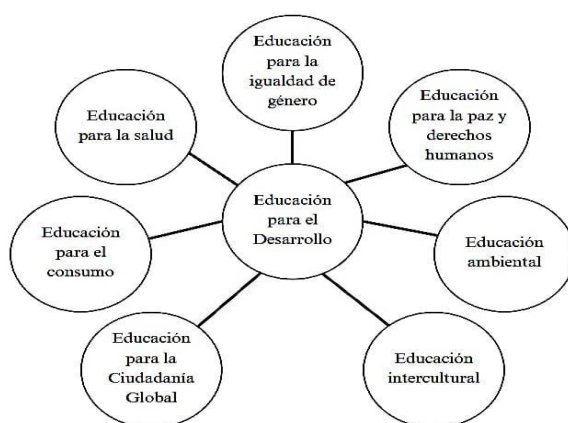 Educación
para la
igualdad de
género
Educación
para la salud
Educación
para la paz y
derechos
humanos
Educación
para el
Desarrollo
Educación
para el
consumo
Educación
ambiental
Educación
para la
Ciudadanía
Global
Educación
intercultural